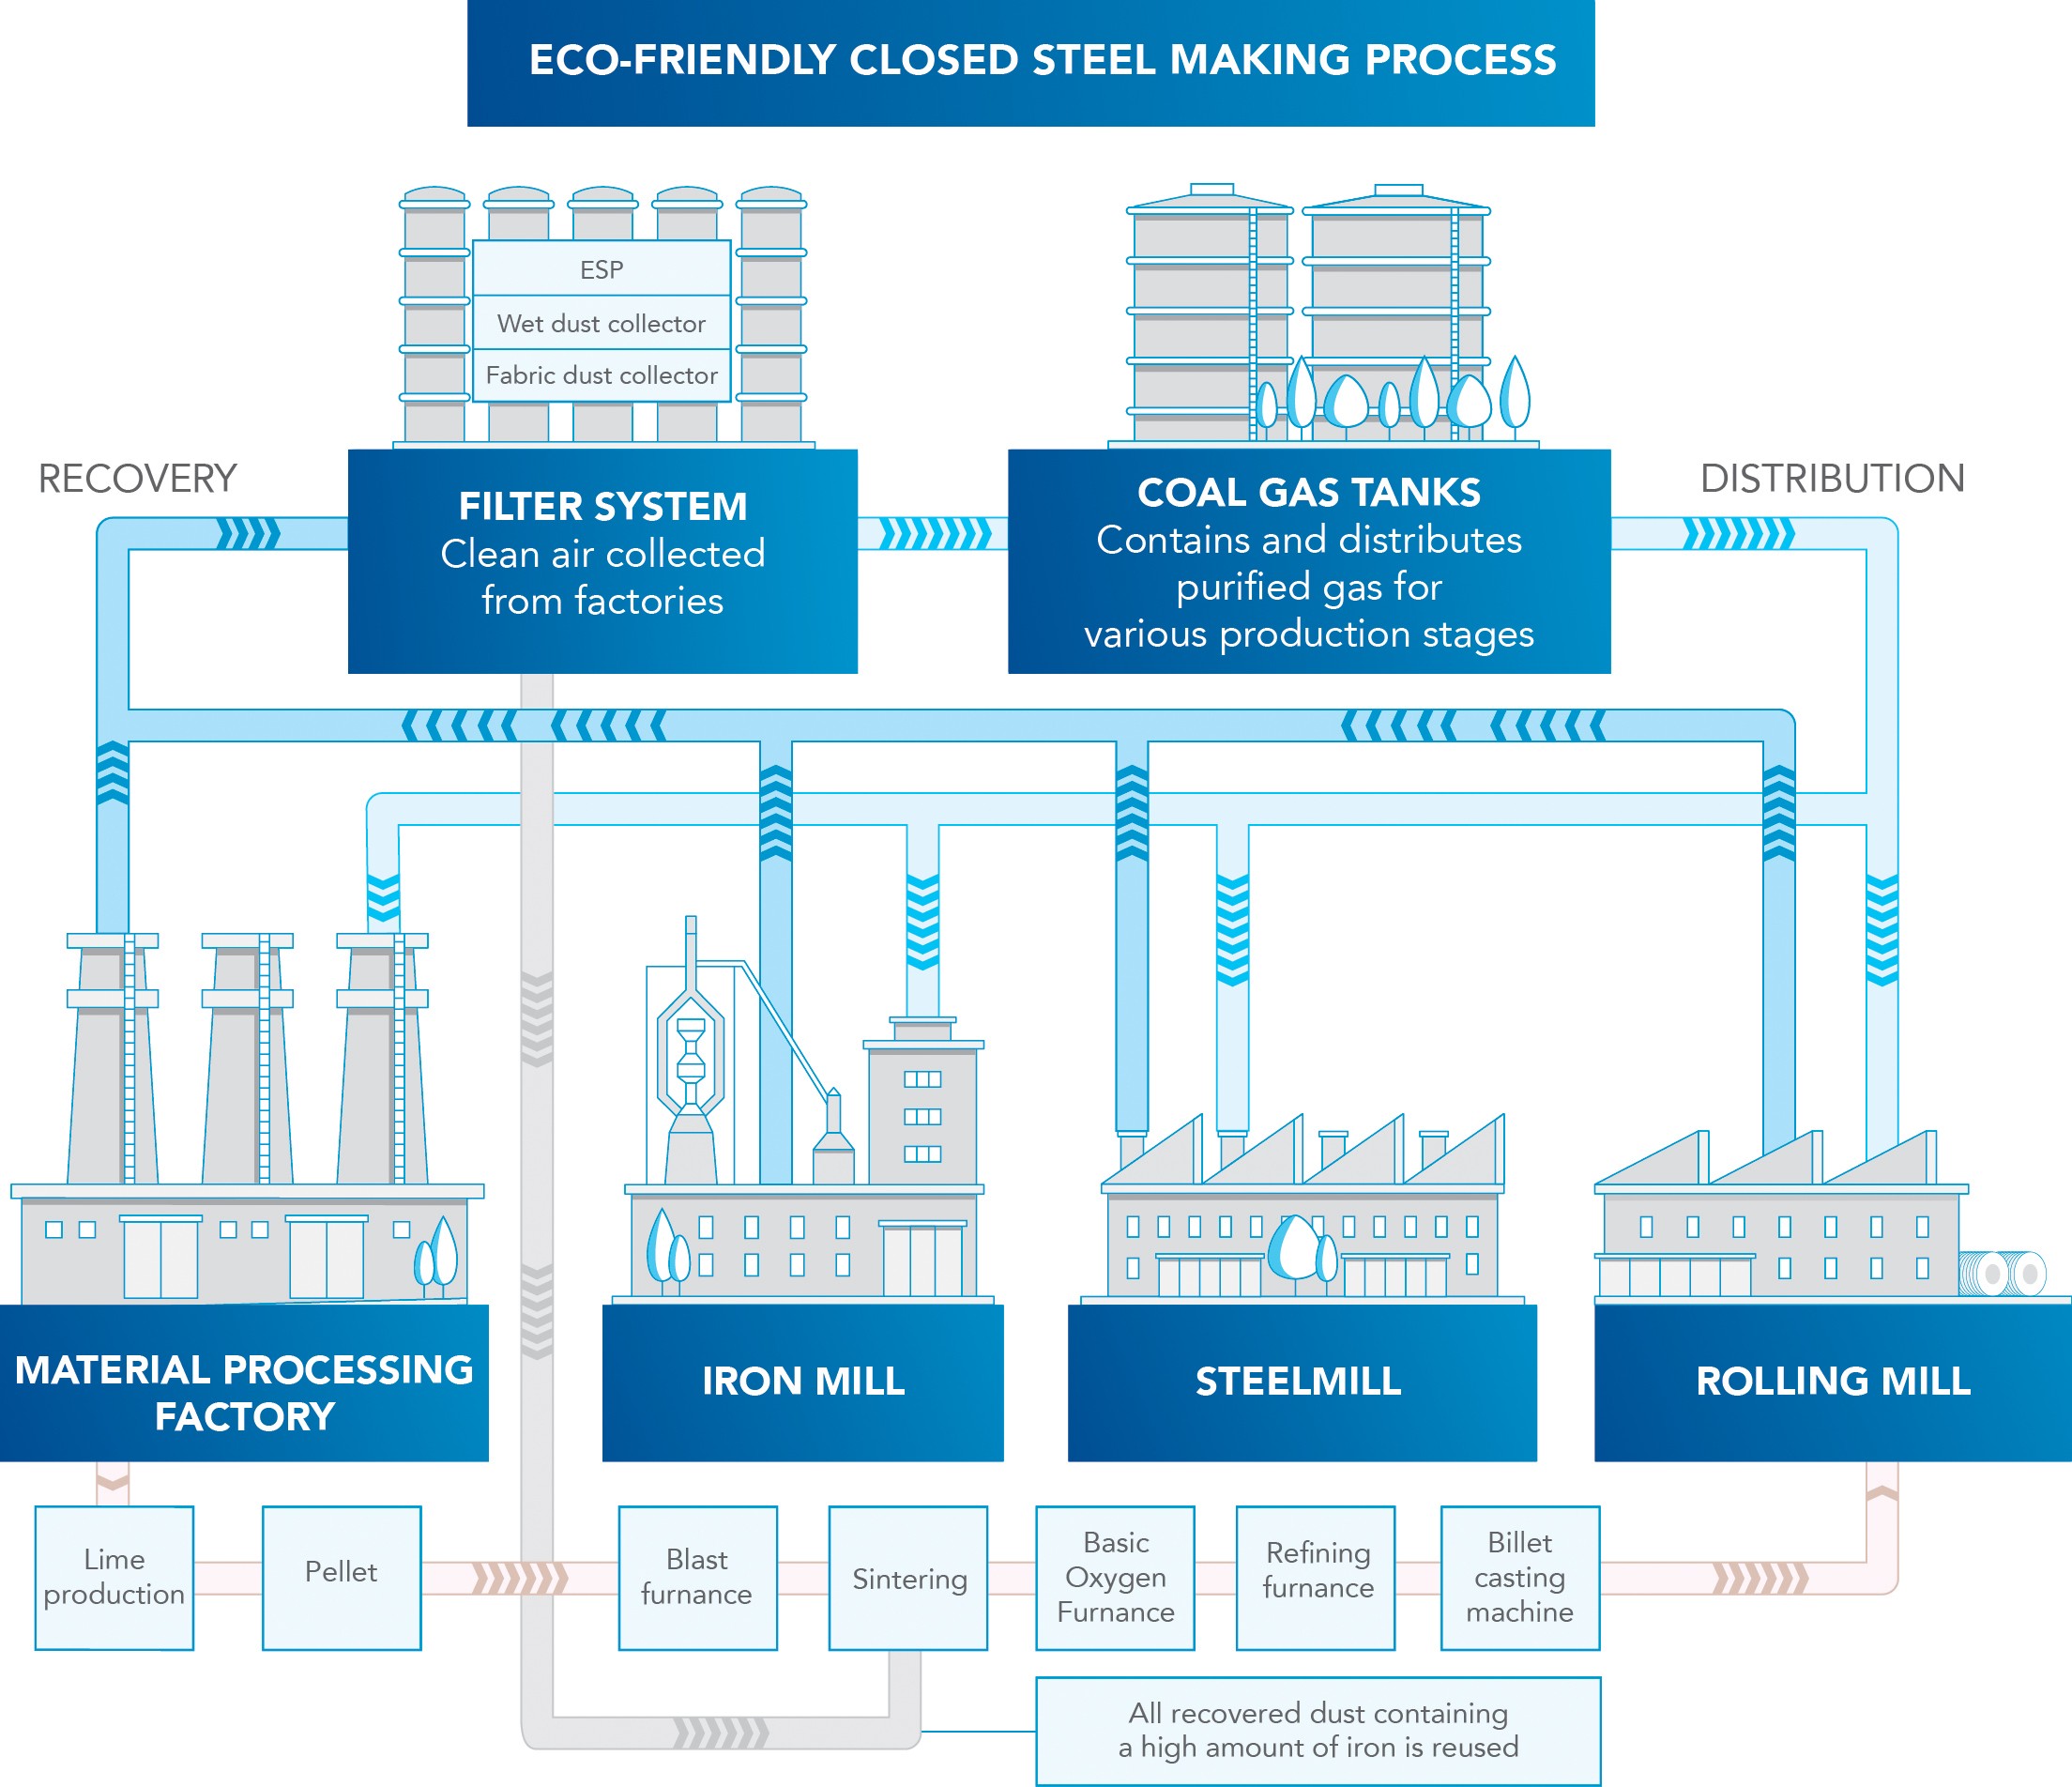 ECO-FRIENDLY CLOSED STEEL MAKING PROCESS
ESP
Wet dust collector
Fabric dust collector
RECOVERY
FILTER SYSTEM
Clean air collected
from factories
COAL GAS TANKS
Contains and distributes
purified gas for
various production stages
DISTRIBUTION
MATERIAL PROCESSING
FACTORY
IRON MILL
STEELMILL
ROLLING MILL
Lime
production
Pellet
Blast
furnance
Sintering
Basic
Oxygen
Furnance
Refining
furnance
Billet
casting
machine
All recovered dust containing
a high amount of iron is reused